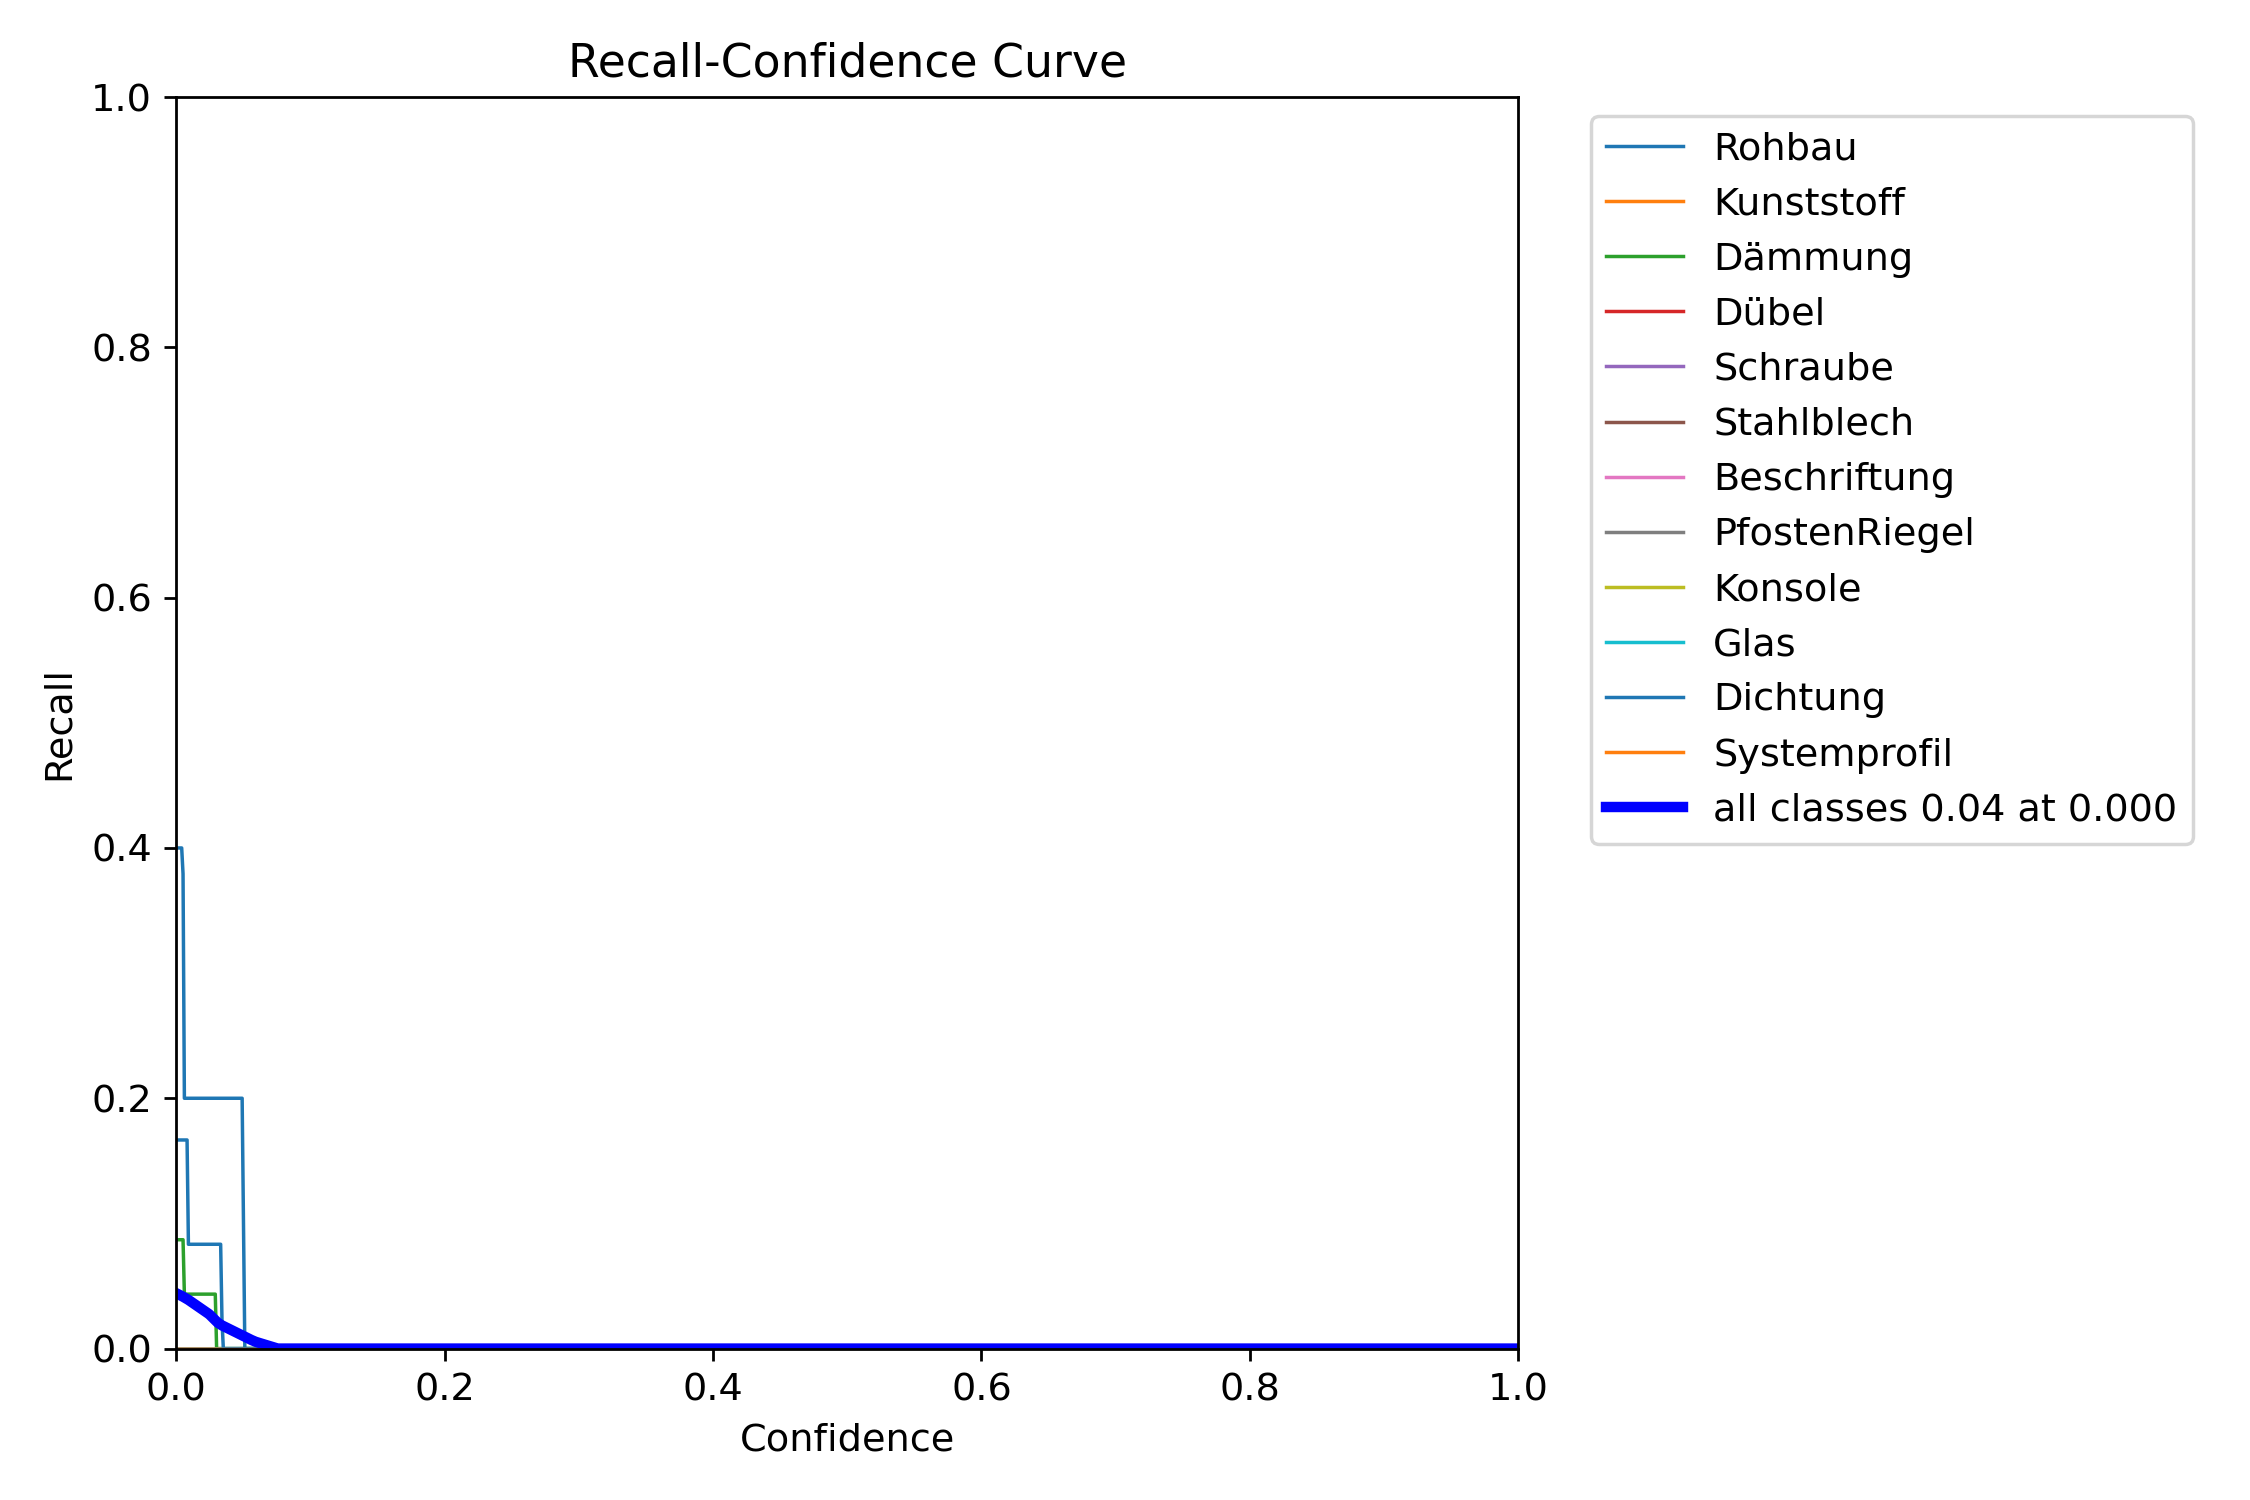 Recall-Confidence Curve
1.0
0.8
0.6
0.4
0.2
0.0
Recall
0.0 0.2 0.4 0.6 0.8 1.0
Confidence
Rohbau
Kunststoff
Dämmung
Dübel
Schraube
Stahlblech
Beschriftung
PfostenRiegel
Konsole
Glas
Dichtung
Systemprofil
all classes 0.04 at 0.000